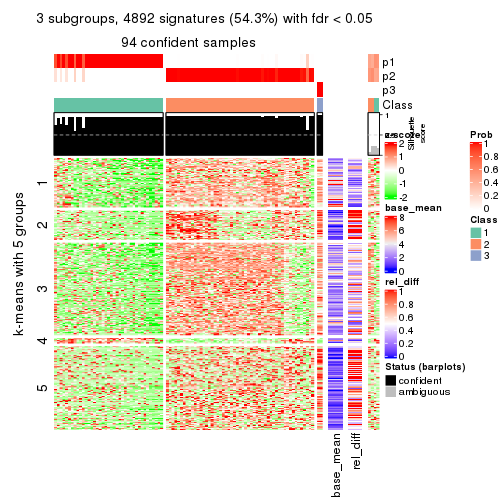 3 subgroups, 4892 signatures (54.3%) with fdr < 0.05
94 confident samples
p1
p2
p3
Class
1
Silhouette
score
k-means with 5 groups
1
2
3
4
5
base_mean
rel_diff
z-score
2
1
0
-1
-2
base_mean
8
6
4
2
0
rel_diff
1
0.8
0.6
0.4
0.2
0
Status (barplots)
confident
ambiguous
Prob
1
0.8
0.6
0.4
0.2
0
Class
1
2
3